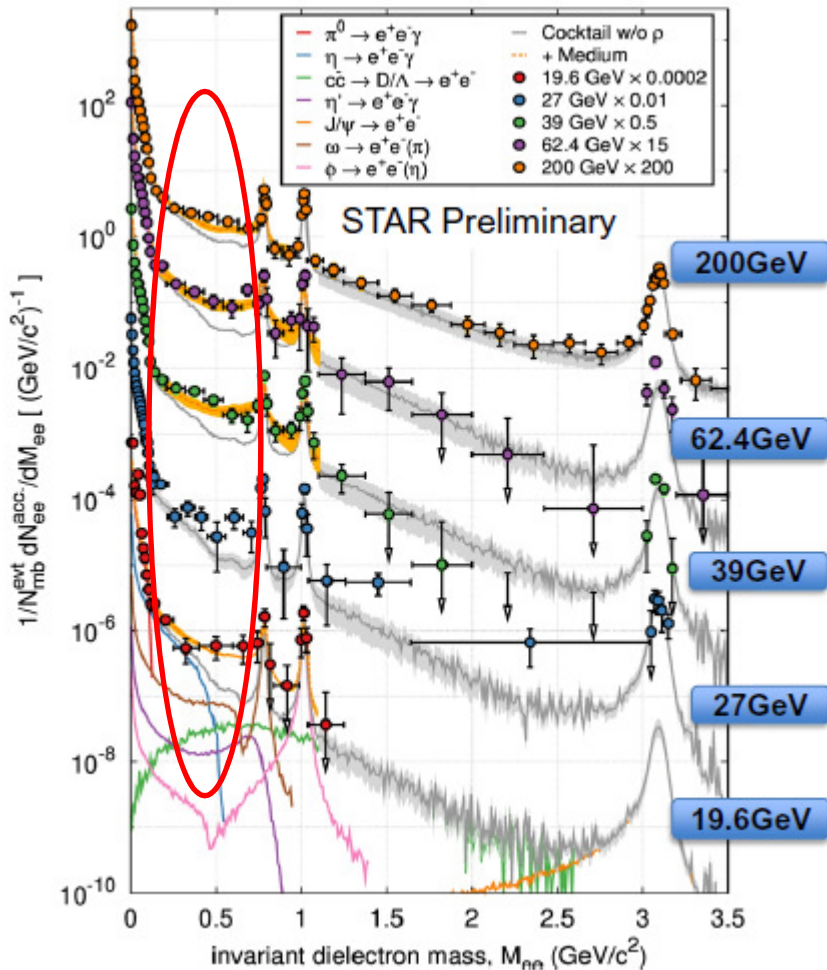 π⁰ → e⁺e⁻γ
η → e⁺e⁻γ
cc̄ → D/Λ → e⁺e⁻
η' → e⁺e⁻γ
J/ψ → e⁺e⁻
ω → e⁺e⁻(π)
ϕ → e⁺e⁻(η)
Cocktail w/o ρ
+ Medium
19.6 GeV × 0.0002
27 GeV × 0.01
39 GeV × 0.5
62.4 GeV × 15
200 GeV × 200
STAR Preliminary
200GeV
62.4GeV
39GeV
27GeV
19.6GeV
1/N_mb^evt dN_ee^acc./dM_ee [ (GeV/c²)⁻¹ ]
10²
10⁰
10⁻²
10⁻⁴
10⁻⁶
10⁻⁸
10⁻¹⁰
0 0.5 1 1.5 2 2.5 3 3.5
invariant dielectron mass, M_ee (GeV/c²)